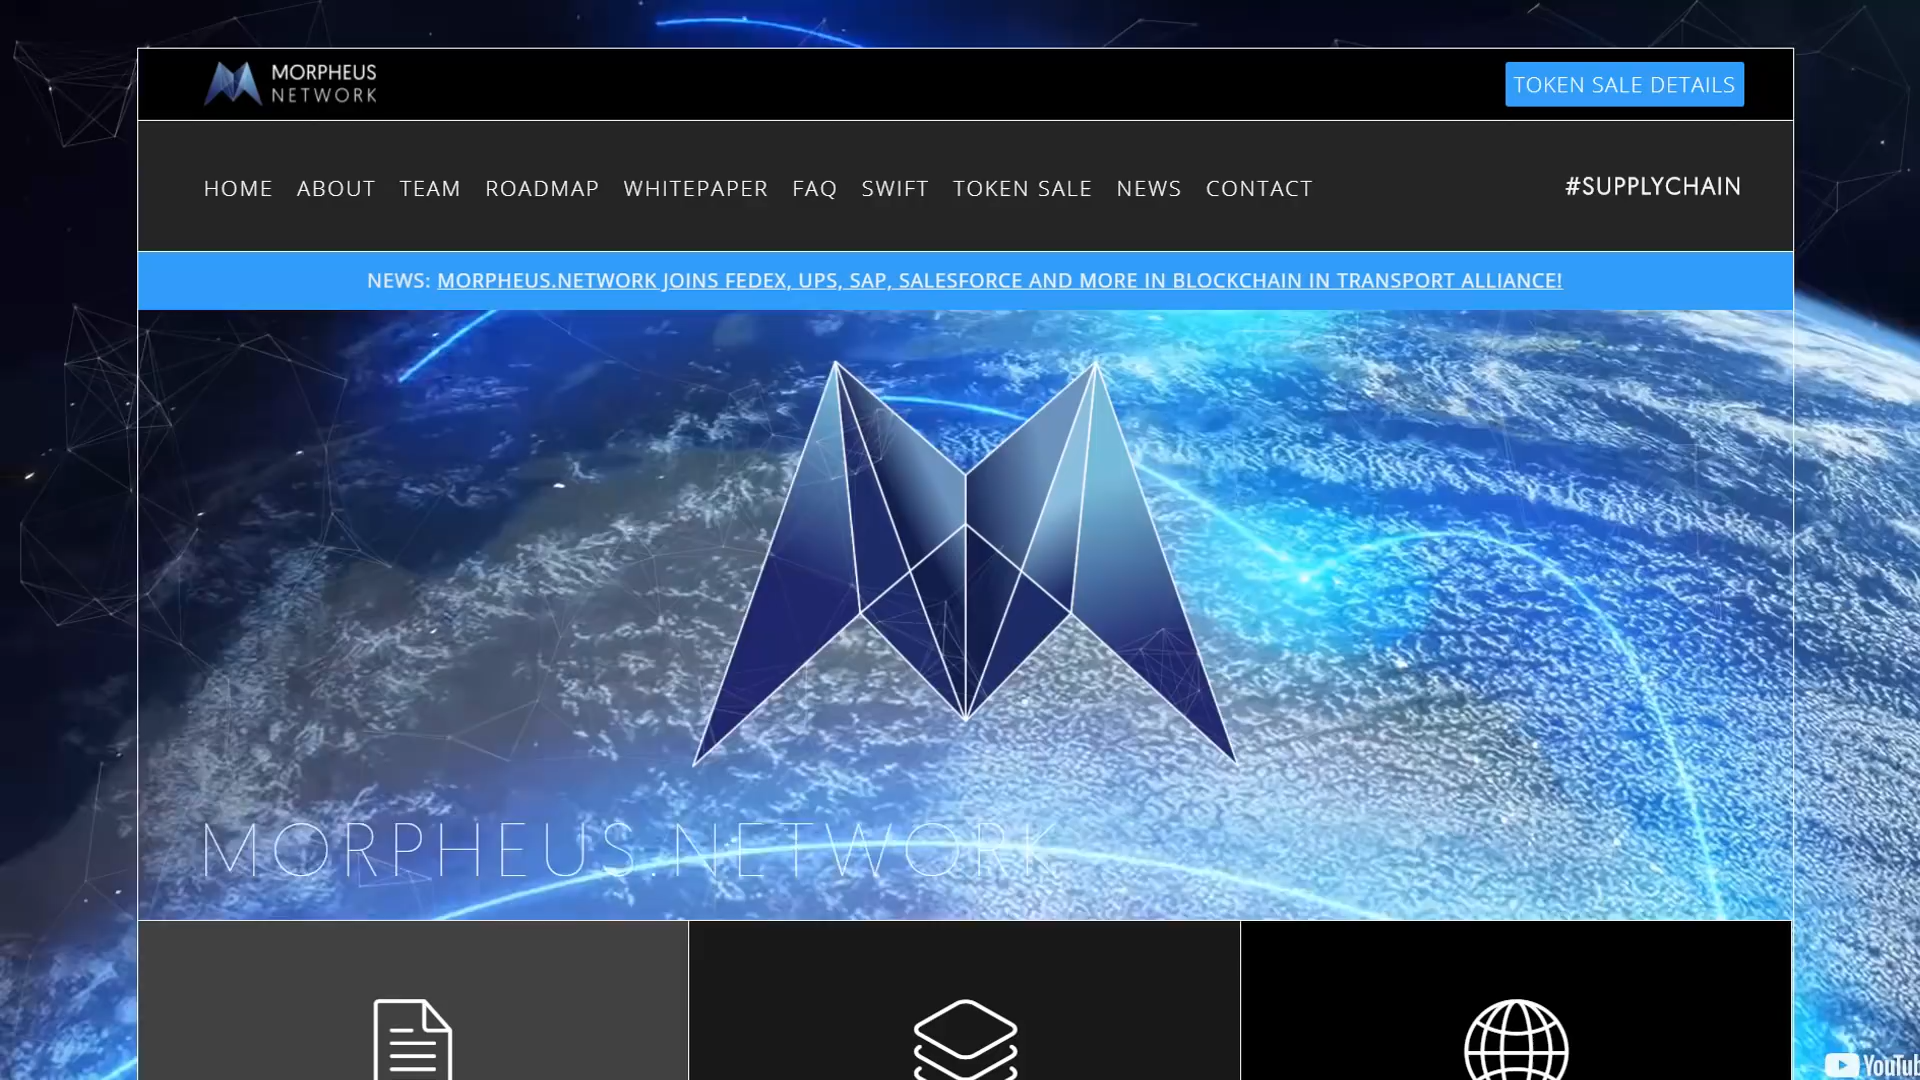 MORPHEUS
NETWORK
TOKEN SALE DETAILS
HOME ABOUT TEAM ROADMAP WHITEPAPER FAQ SWIFT TOKEN SALE NEWS CONTACT
#SUPPLYCHAIN
NEWS: MORPHEUS.NETWORK JOINS FEDEX, UPS, SAP, SALESFORCE AND MORE IN BLOCKCHAIN IN TRANSPORT ALLIANCE!
MORPHEUS.NETWORK